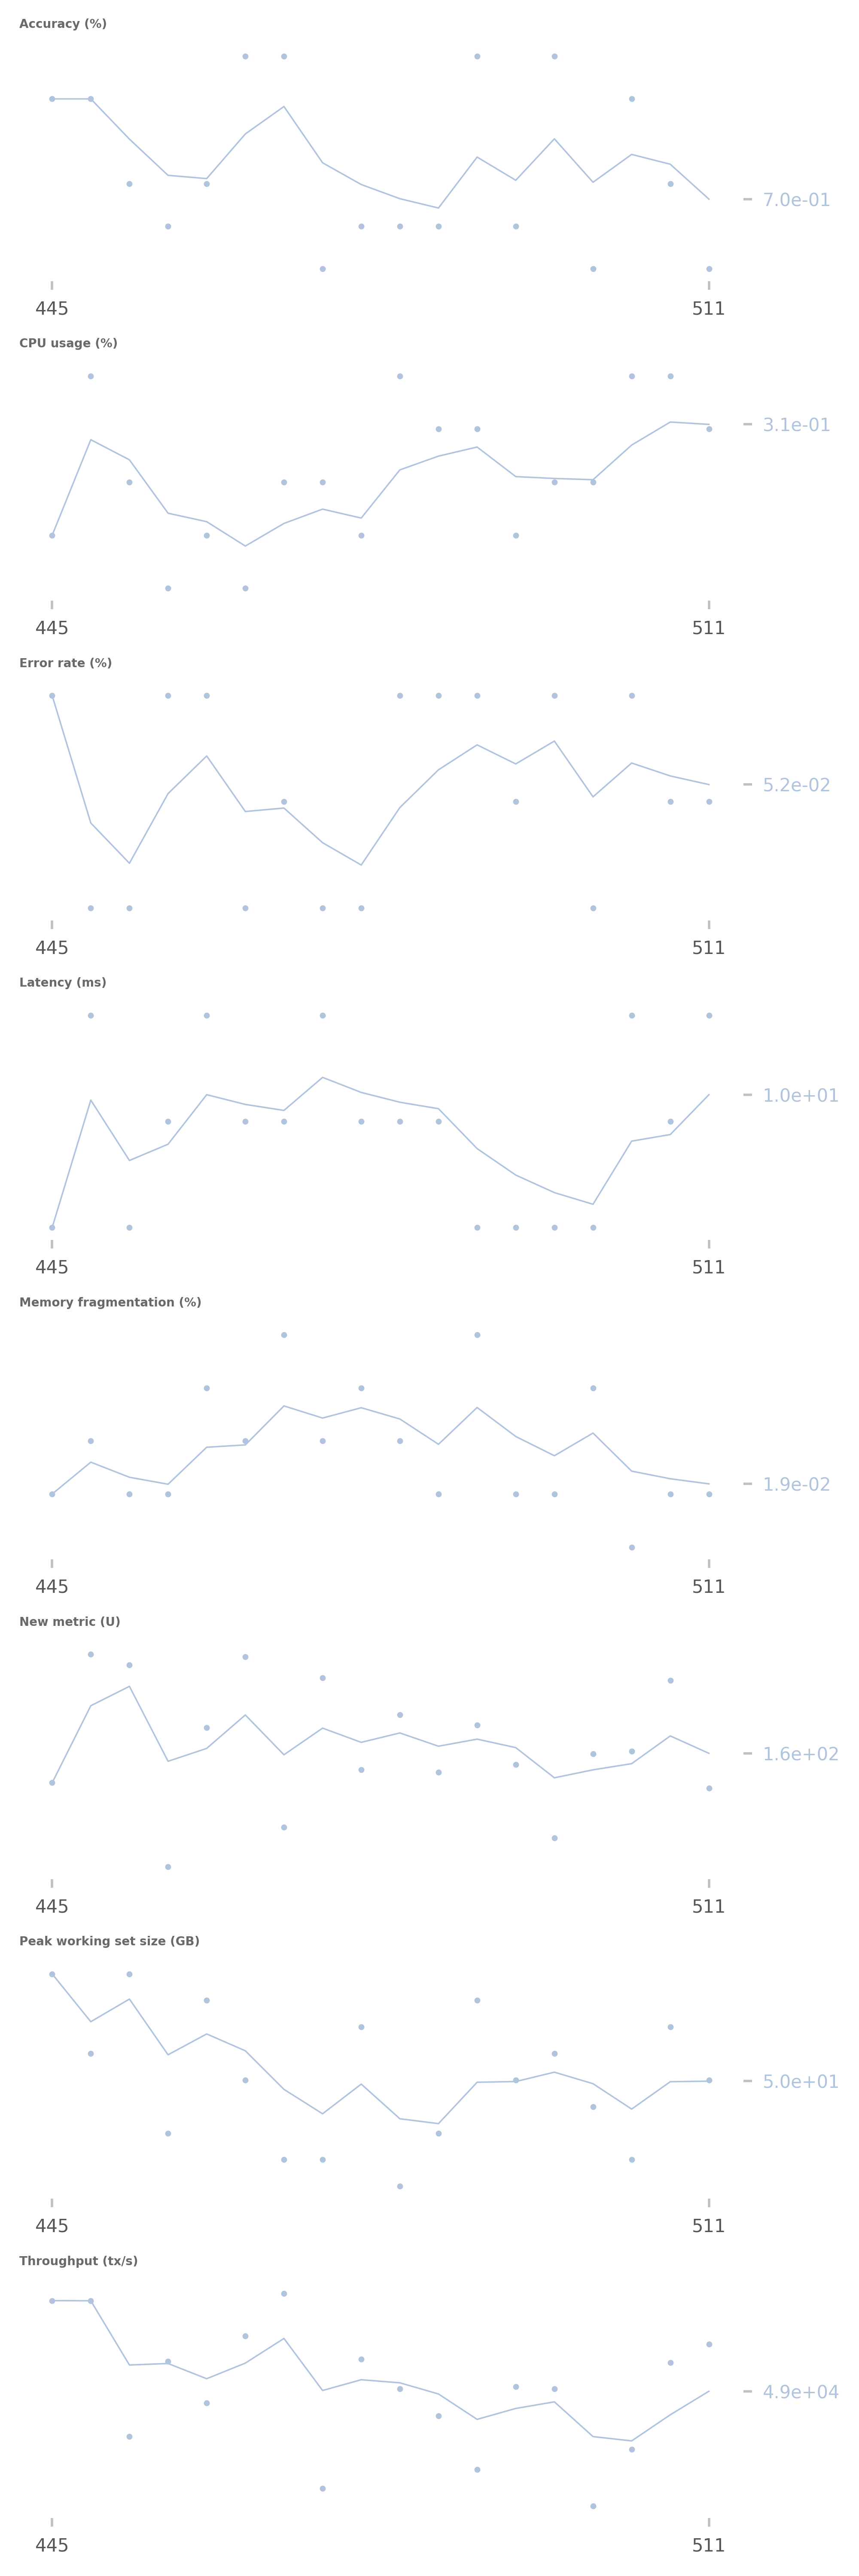 Accuracy (%)
7.0e-01
445 511
CPU usage (%)
3.1e-01
445 511
Error rate (%)
5.2e-02
445 511
Latency (ms)
1.0e+01
445 511
Memory fragmentation (%)
1.9e-02
445 511
New metric (U)
1.6e+02
445 511
Peak working set size (GB)
5.0e+01
445 511
Throughput (tx/s)
4.9e+04
445 511